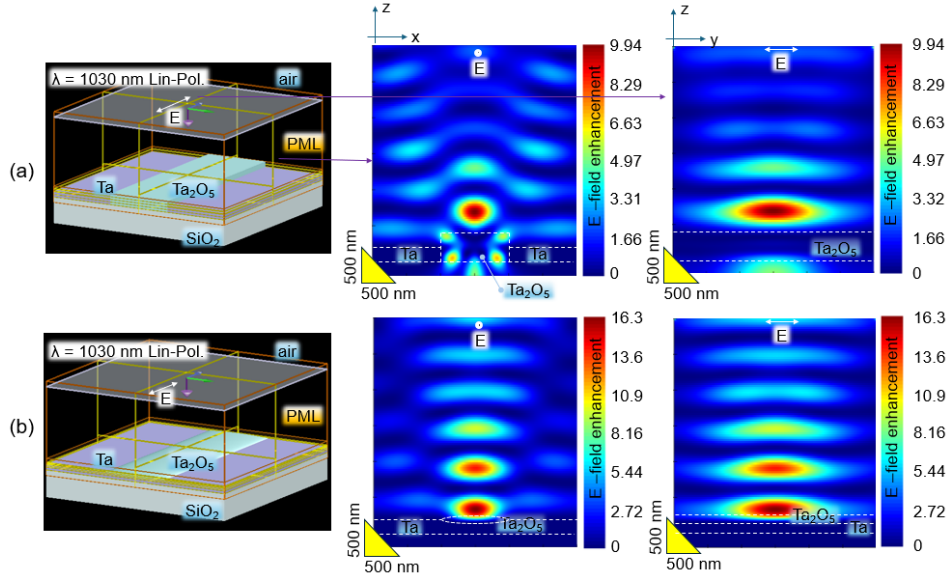 (a)
λ = 1030 nm Lin-Pol.
air
E
PML
Ta
Ta₂O₅
SiO₂
z
x
E
Ta
Ta
Ta₂O₅
500 nm
500 nm
E –field enhancement
9.94
8.29
6.63
4.97
3.31
1.66
0
z
y
E
Ta₂O₅
500 nm
500 nm
E –field enhancement
9.94
8.29
6.63
4.97
3.32
1.66
0
(b)
λ = 1030 nm Lin-Pol.
air
E
PML
Ta
Ta₂O₅
SiO₂
E
Ta
Ta₂O₅
500 nm
500 nm
E –field enhancement
16.3
13.6
10.9
8.16
5.44
2.72
0
E
Ta₂O₅
Ta
500 nm
500 nm
E –field enhancement
16.3
13.6
10.9
8.16
5.44
2.72
0